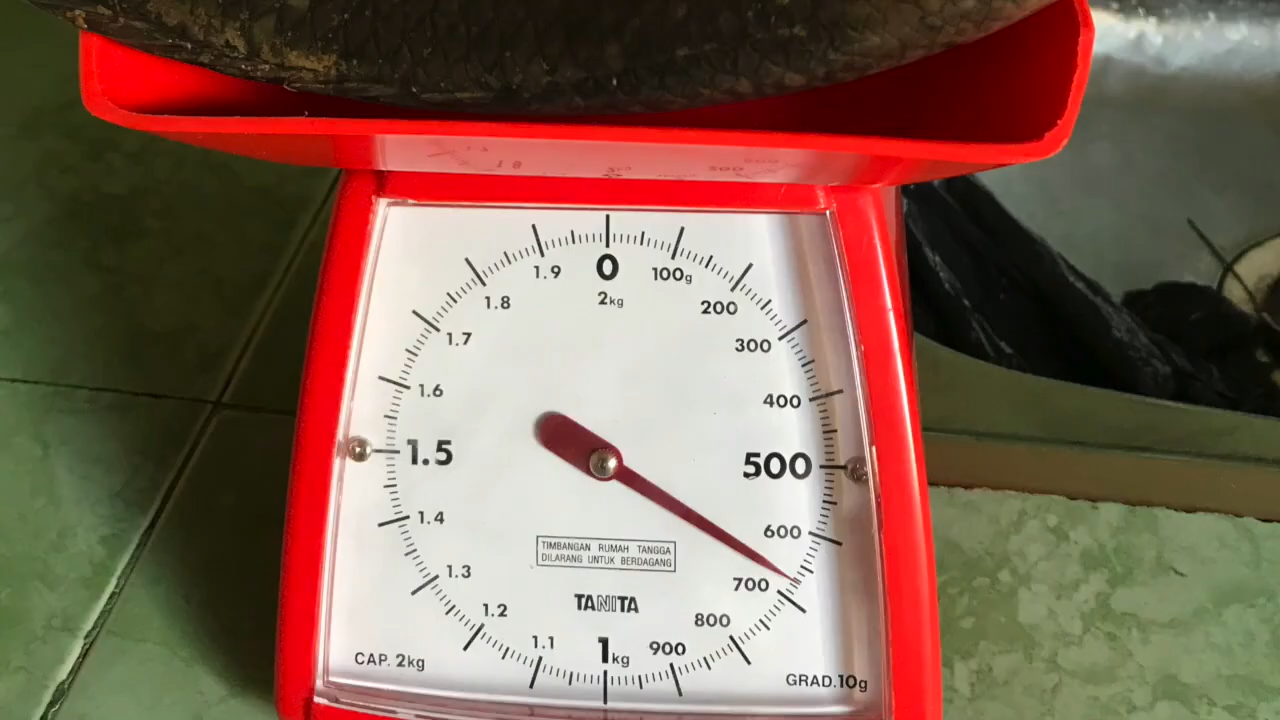 0
2kg
100g
200
300
400
500
600
700
800
900
1kg
1.1
1.2
1.3
1.4
1.5
1.6
1.7
1.8
1.9
TIMBANGAN RUMAH TANGGA
DILARANG UNTUK BERDAGANG
TANITA
CAP. 2kg
GRAD.10g